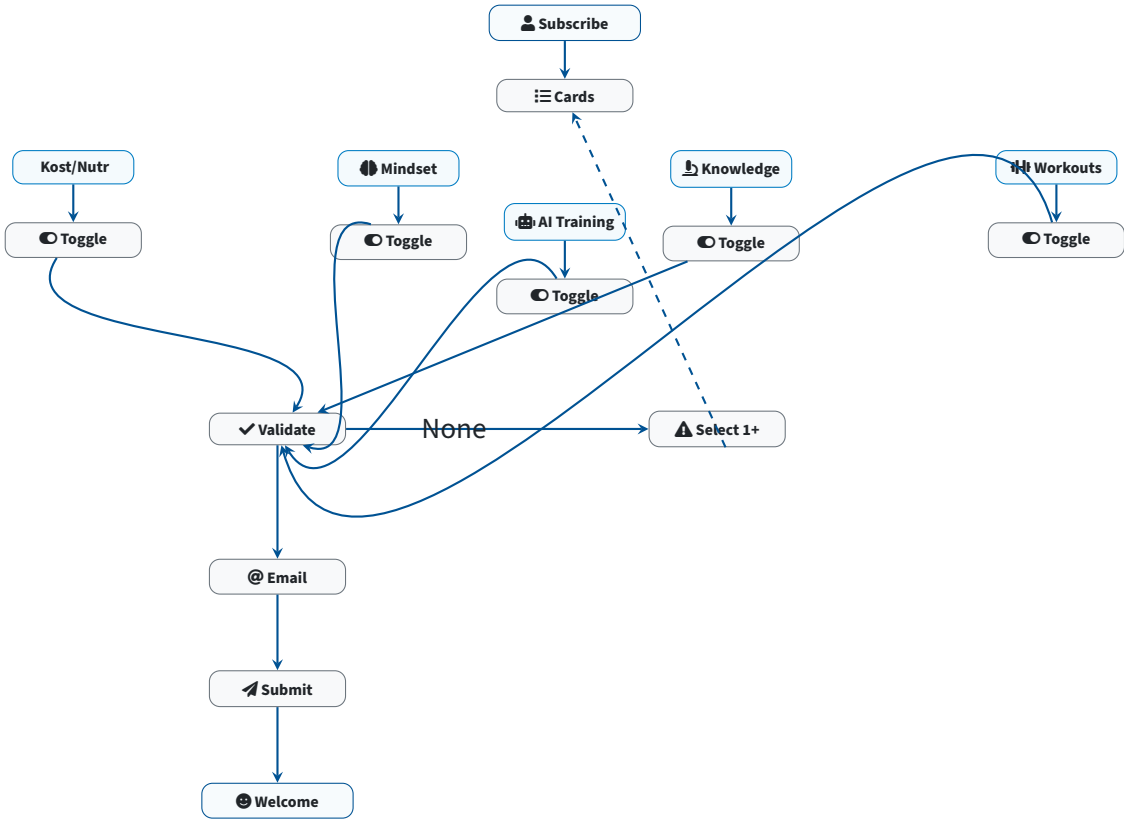 Subscribe
Cards
Kost/Nutr
Mindset
Knowledge
Workouts
AI Training
Toggle
Toggle
Toggle
Toggle
Toggle
Validate
None
Select 1+
Email
Submit
Welcome